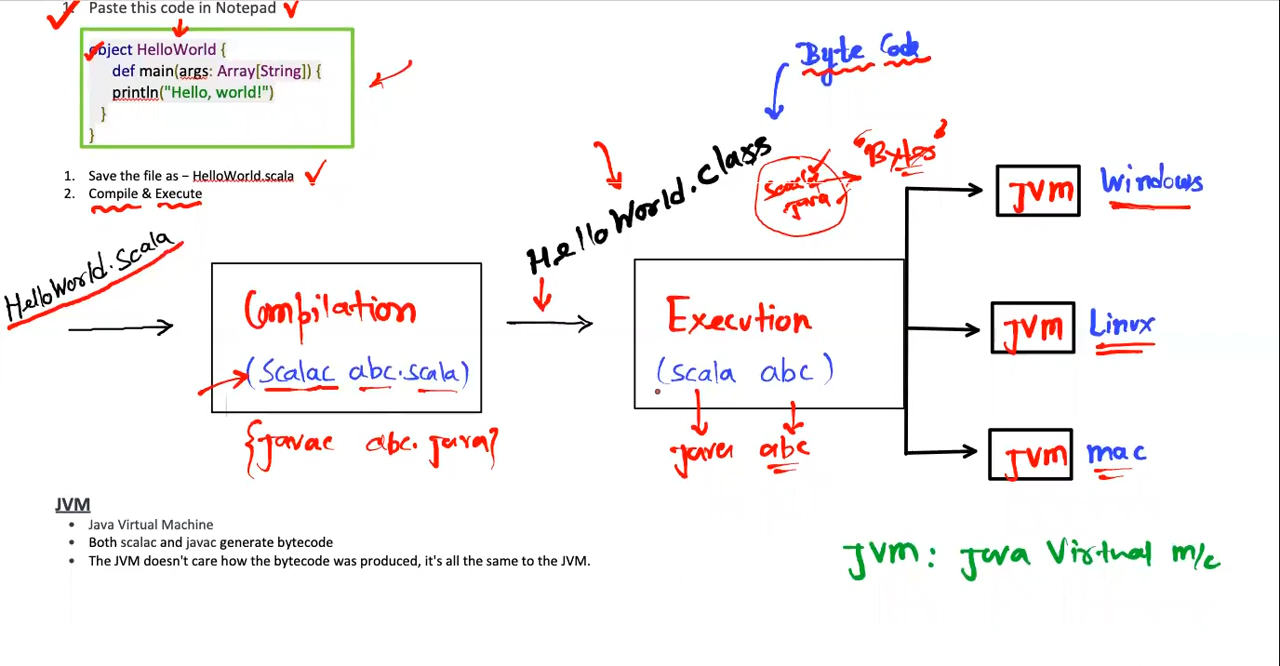 1. Paste this code in Notepad
object HelloWorld {
def main(args: Array[String]) {
println("Hello, world!")
}
}
1. Save the file as – HelloWorld.scala
2. Compile & Execute
HelloWorld.Scala
Compilation
(Scalac abc.scala)
{Javac abc.java}
HelloWorld.class
Byte Code
Scala
Java
"Bytes"
Execution
(scala abc)
java abc
JVM Windows
JVM Linux
JVM mac
JVM
• Java Virtual Machine
• Both scalac and javac generate bytecode
• The JVM doesn't care how the bytecode was produced, it's all the same to the JVM.
JVM: Java Virtual m/c